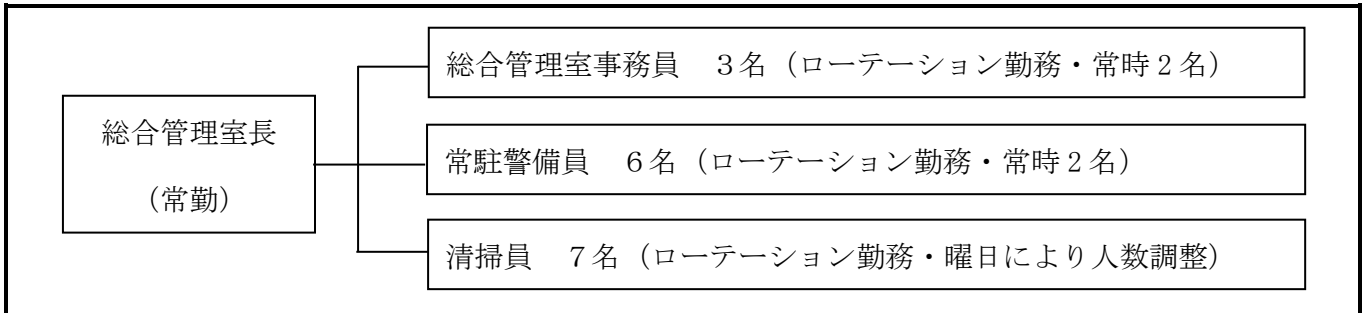 総合管理室長
（常勤）
総合管理室事務員　３名（ローテーション勤務・常時２名）
常駐警備員　６名（ローテーション勤務・常時２名）
清掃員　７名（ローテーション勤務・曜日により人数調整）